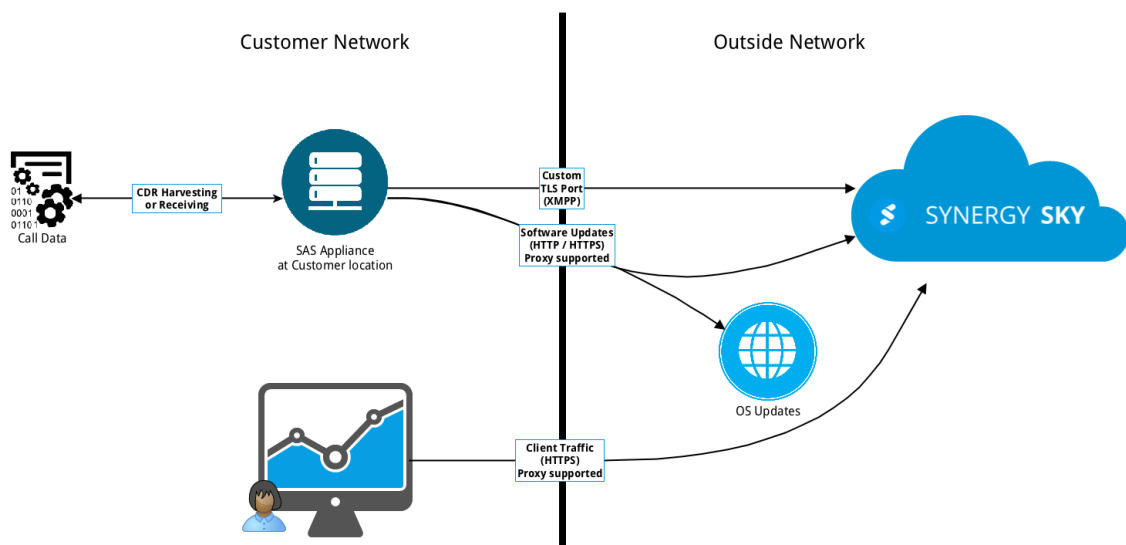 Customer Network
Outside Network
01
0110
0001
0110 1
Call Data
CDR Harvesting
or Receiving
SAS Appliance
at Customer location
Custom
TLS Port
(XMPP)
Software Updates
(HTTP / HTTPS)
Proxy supported
SYNERGY SKY
OS Updates
Client Traffic
(HTTPS)
Proxy supported